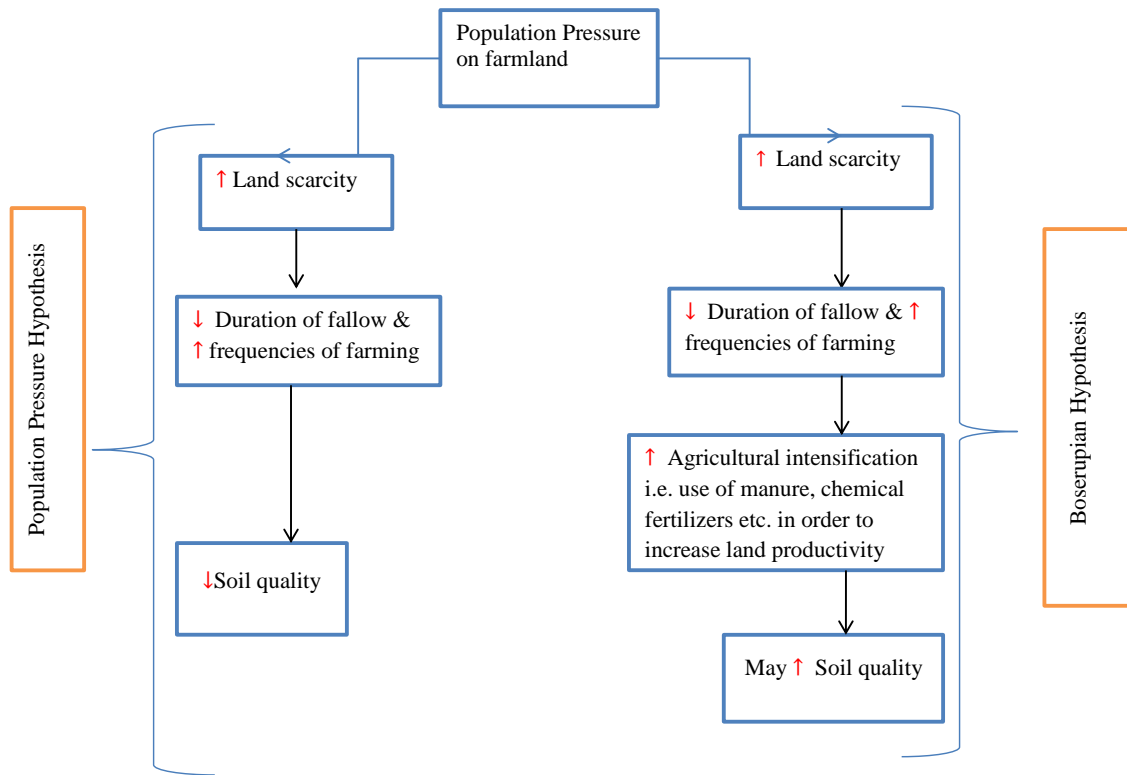 Population Pressure
on farmland
Population Pressure Hypothesis
↑ Land scarcity
↓ Duration of fallow &
↑ frequencies of farming
↓Soil quality
↑ Land scarcity
↓ Duration of fallow & ↑
frequencies of farming
↑ Agricultural intensification
i.e. use of manure, chemical
fertilizers etc. in order to
increase land productivity
May ↑ Soil quality
Boserupian Hypothesis